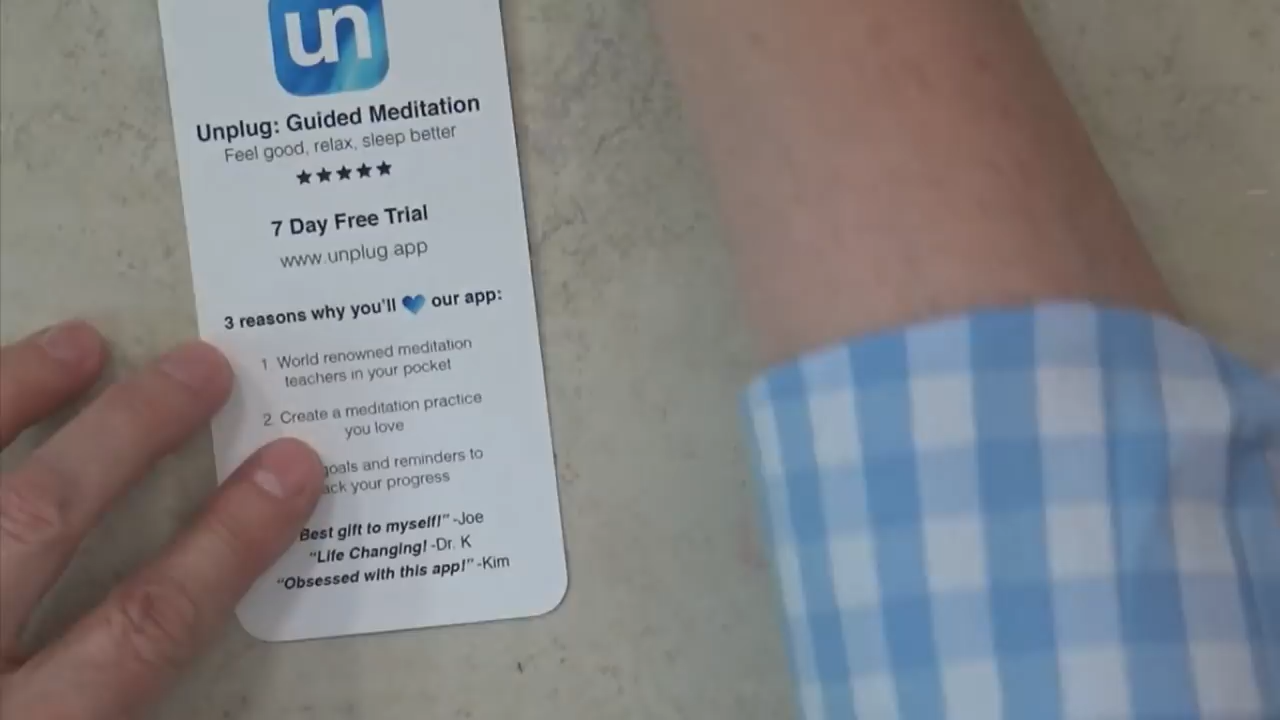 un
Unplug: Guided Meditation
Feel good, relax, sleep better
7 Day Free Trial
www.unplug.app
3 reasons why you'll our app:
1. World renowned meditation
teachers in your pocket
2. Create a meditation practice
you love
goals and reminders to
your progress
Best gift to myself!" -Joe
"Life Changing! -Dr. K
"Obsessed with this app!" -Kim